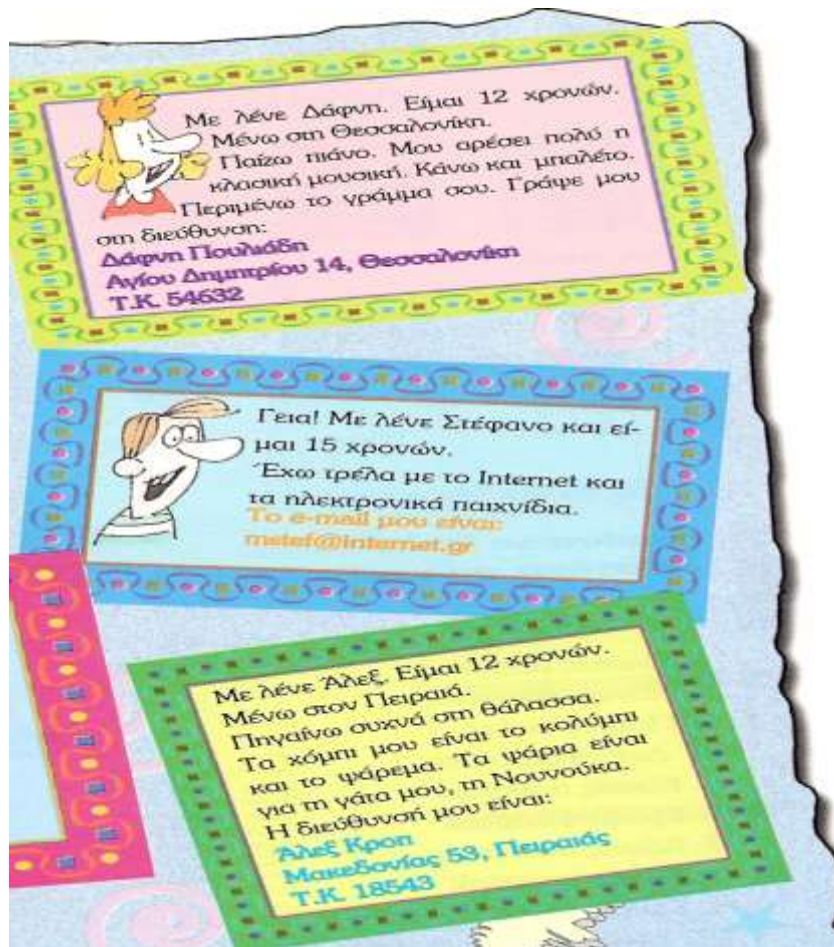 Με λένε Δάφνη. Είμαι 12 χρονών.
Μένω στη Θεσσαλονίκη.
Παίζω πιάνο. Μου αρέσει πολύ η
κλασική μουσική. Κάνω και μπαλέτο.
Περιμένω το γράμμα σου. Γράψε μου
στη διεύθυνση:
Δάφνη Πουλιάδη
Αγίου Δημητρίου 14, Θεσσαλονίκη
Τ.Κ. 54632
Γεια! Με λένε Στέφανο και εί-
μαι 15 χρονών.
Έχω τρέλα με το Internet και
τα ηλεκτρονικά παιχνίδια.
Το e-mail μου είναι:
mstef@internet.gr
Με λένε Άλεξ. Είμαι 12 χρονών.
Μένω στον Πειραιά.
Πηγαίνω συχνά στη θάλασσα.
Τα χόμπι μου είναι το κολύμπι
και το ψάρεμα. Τα ψάρια είναι
για τη γάτα μου, τη Νουνούκα.
Η διεύθυνσή μου είναι:
Άλεξ Κροπ
Μακεδονίας 53, Πειραιάς
Τ.Κ. 18543